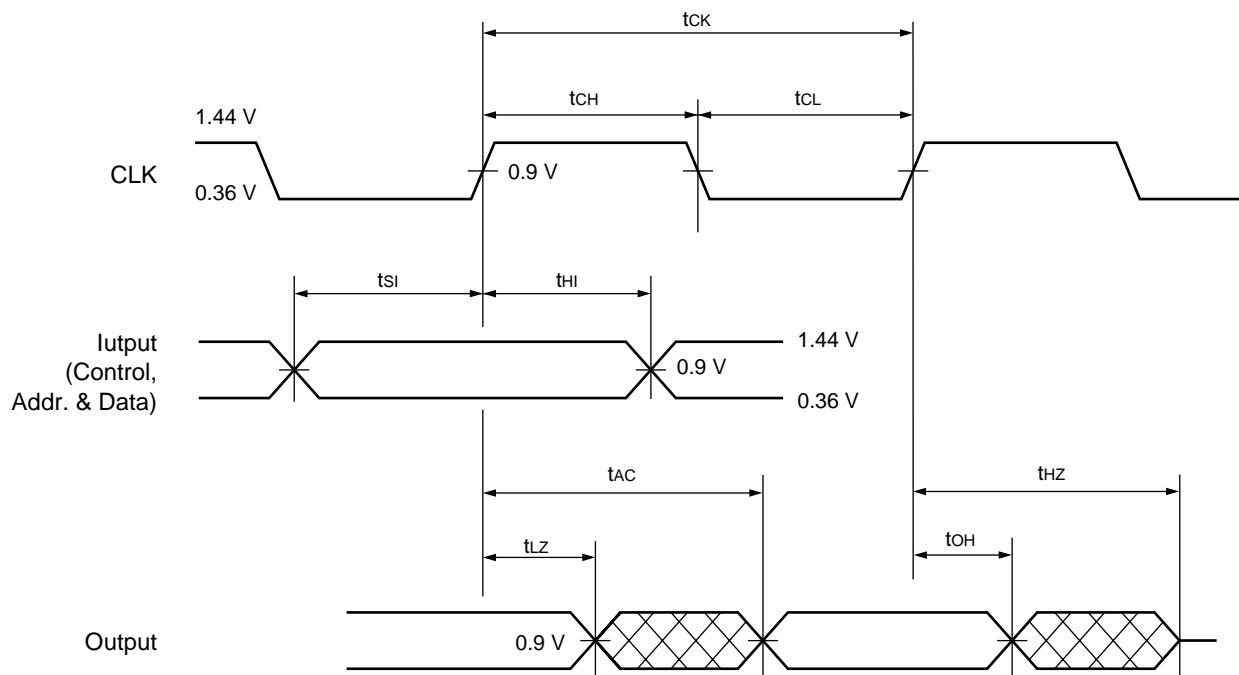 tCK
tCH
tCL
1.44 V
CLK
0.9 V
0.36 V
tSI
tHI
Iutput
(Control,
Addr. & Data)
1.44 V
0.9 V
0.36 V
tAC
tHZ
tLZ
tOH
Output
0.9 V